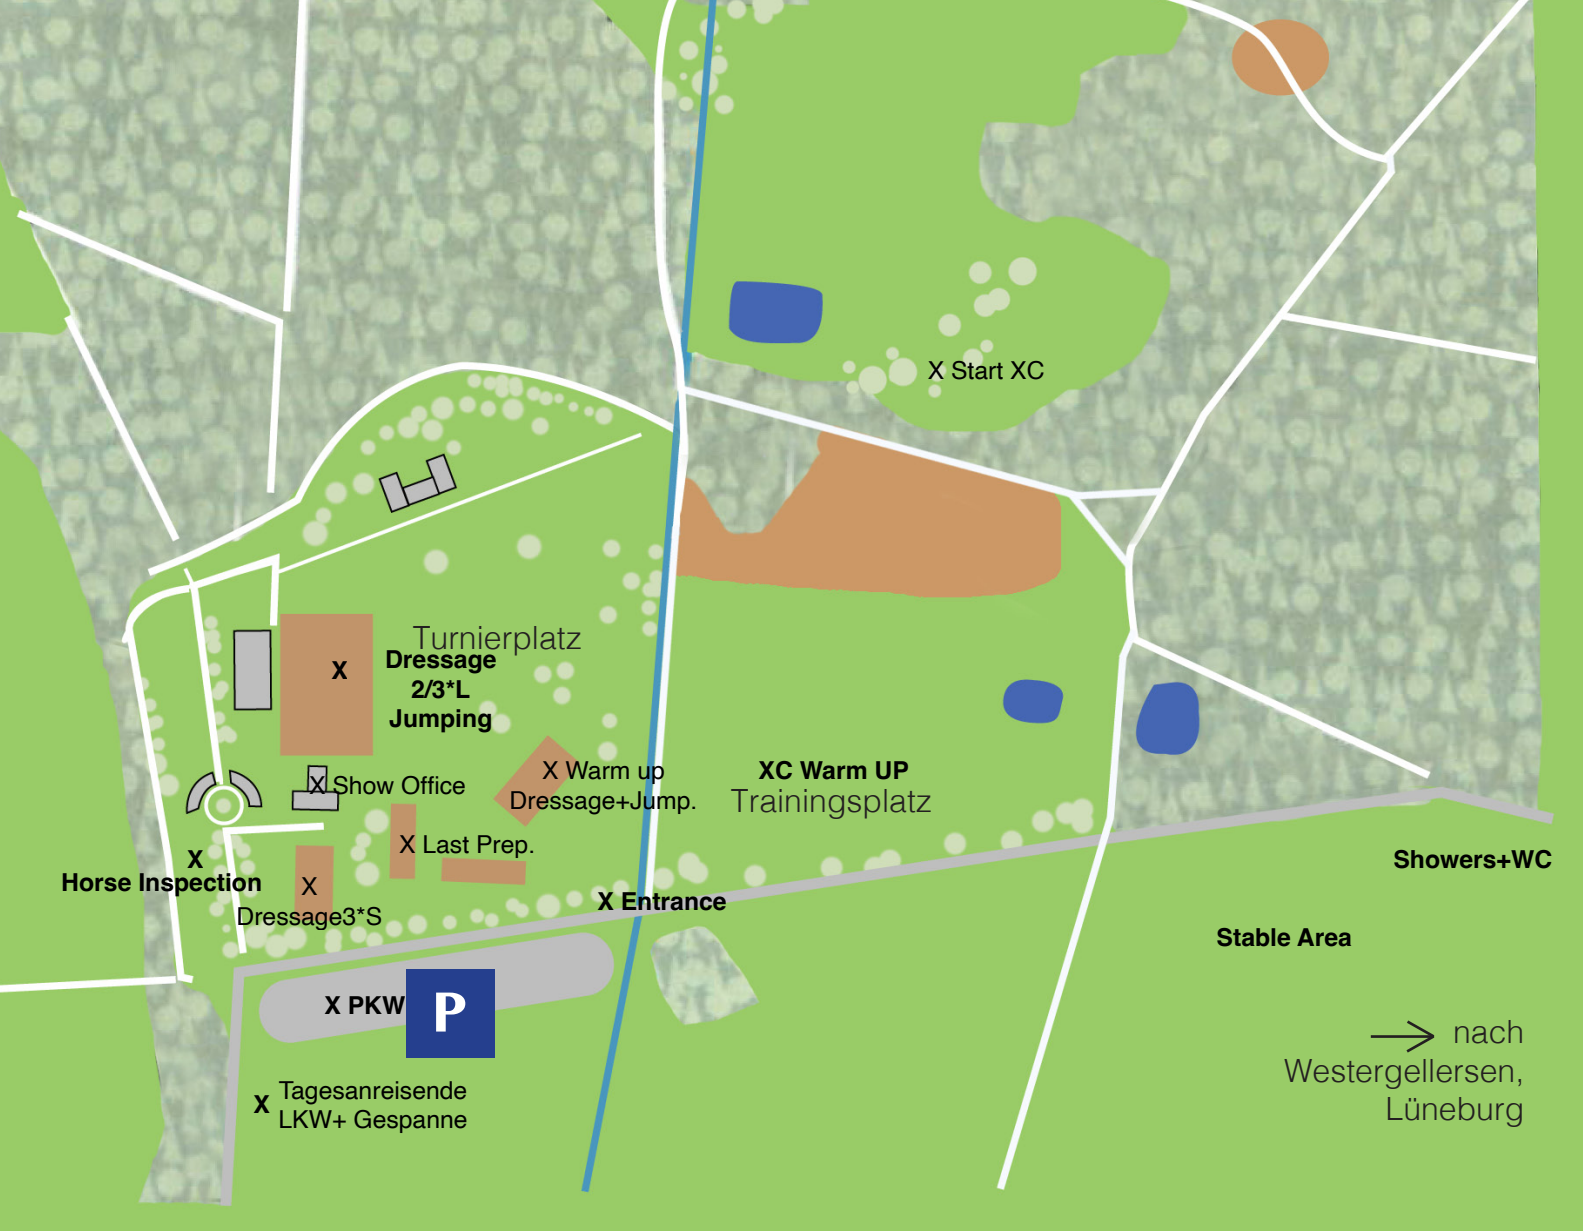 X Start XC
Turnierplatz
X
Dressage
2/3*L
Jumping
X Warm up
Dressage+Jump.
XC Warm UP
Trainingsplatz
X Show Office
X Last Prep.
X
Horse Inspection
X
Dressage3*S
X Entrance
Showers+WC
Stable Area
X PKW
P
X
Tagesanreisende
LKW+ Gespanne
nach
Westergellersen,
Lüneburg